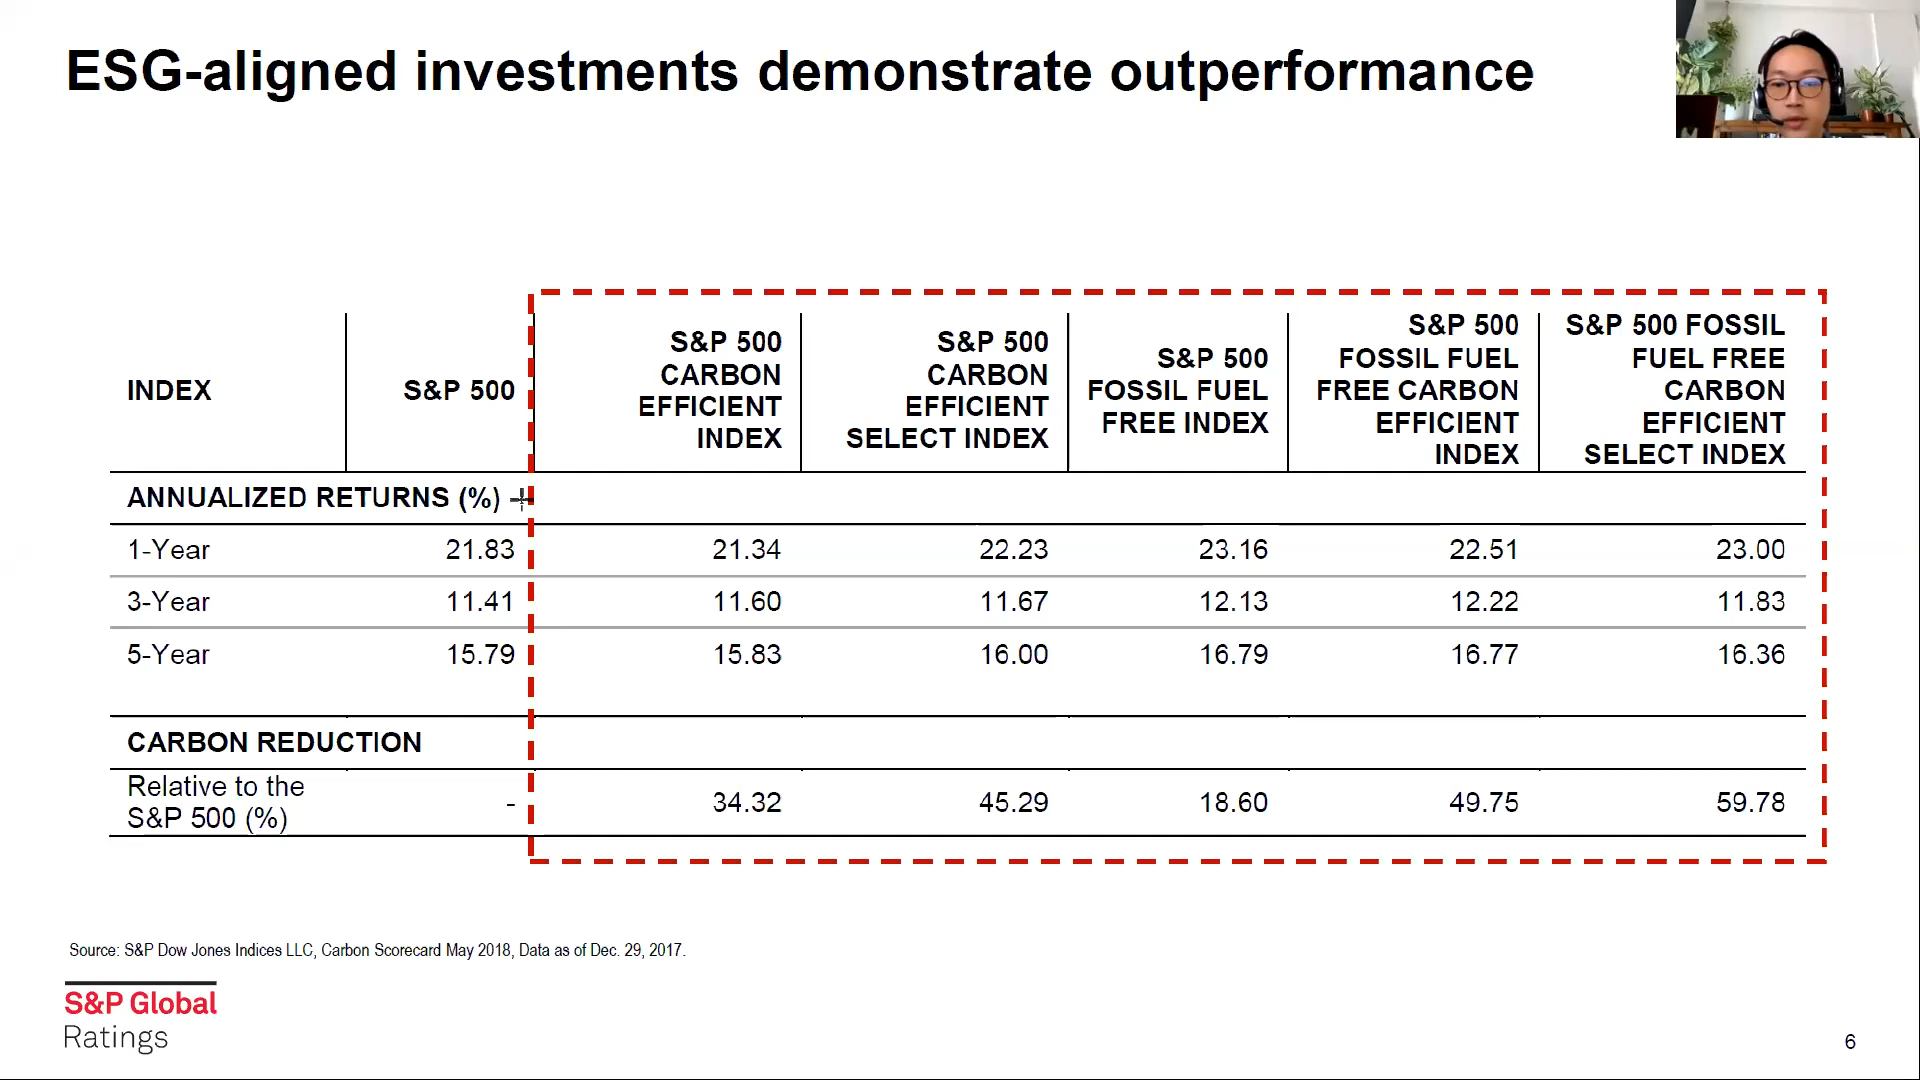 ESG-aligned investments demonstrate outperformance
INDEX
S&P 500
S&P 500
CARBON
EFFICIENT
INDEX
S&P 500
CARBON
EFFICIENT
SELECT INDEX
S&P 500
FOSSIL FUEL
FREE INDEX
S&P 500
FOSSIL FUEL
FREE CARBON
EFFICIENT
INDEX
S&P 500 FOSSIL
FUEL FREE
CARBON
EFFICIENT
SELECT INDEX
ANNUALIZED RETURNS (%)
1-Year 21.83 21.34 22.23 23.16 22.51 23.00
3-Year 11.41 11.60 11.67 12.13 12.22 11.83
5-Year 15.79 15.83 16.00 16.79 16.77 16.36
CARBON REDUCTION
Relative to the
S&P 500 (%) - 34.32 45.29 18.60 49.75 59.78
Source: S&P Dow Jones Indices LLC, Carbon Scorecard May 2018, Data as of Dec. 29, 2017.
S&P Global
Ratings
6